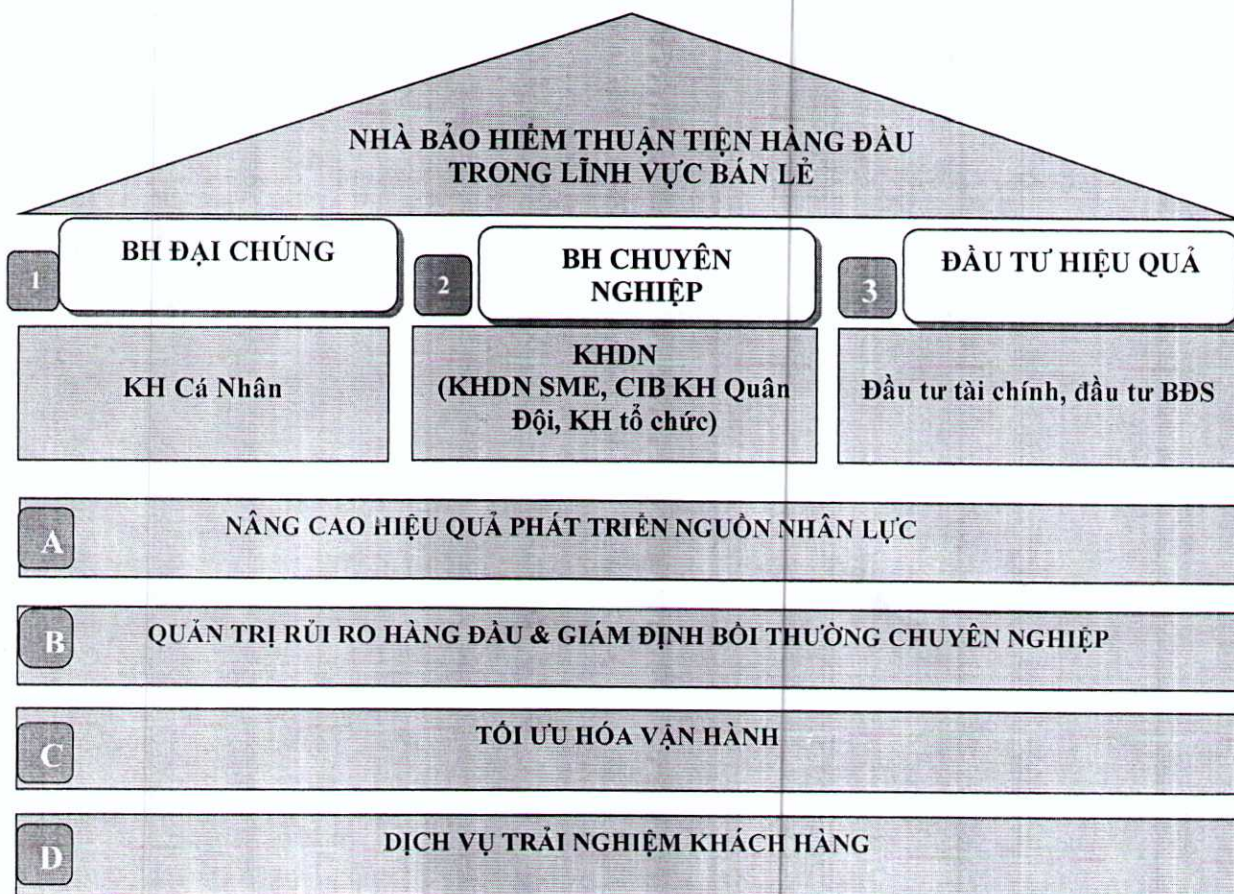 NHÀ BẢO HIỂM THUẬN TIỆN HÀNG ĐẦU
TRONG LĨNH VỰC BÁN LẺ
1
BH ĐẠI CHÚNG
2
BH CHUYÊN
NGHIỆP
3
ĐẦU TƯ HIỆU QUẢ
KH Cá Nhân
KHDN
(KHDN SME, CIB KH Quân
Đội, KH tổ chức)
Đầu tư tài chính, đầu tư BĐS
A
NÂNG CAO HIỆU QUẢ PHÁT TRIỂN NGUỒN NHÂN LỰC
B
QUẢN TRỊ RỦI RO HÀNG ĐẦU & GIÁM ĐỊNH BỒI THƯỜNG CHUYÊN NGHIỆP
C
TỐI ƯU HÓA VẬN HÀNH
D
DỊCH VỤ TRẢI NGHIỆM KHÁCH HÀNG